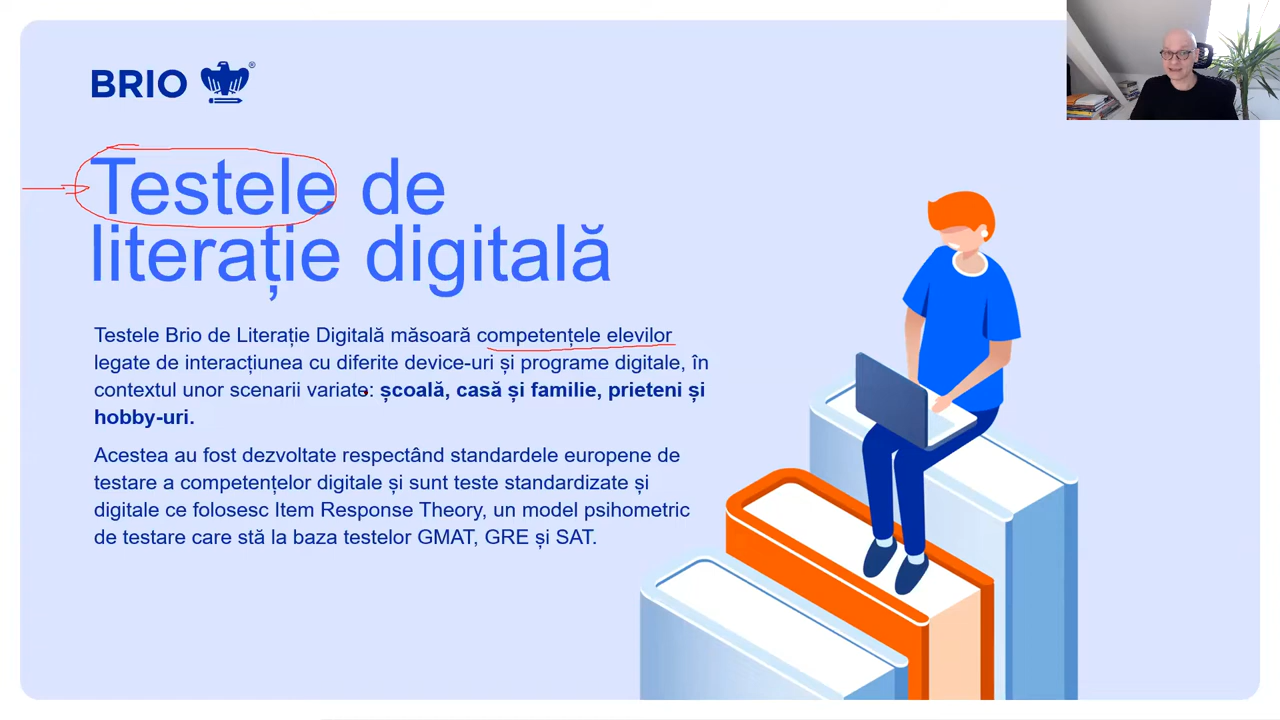 BRIO ®
Testele de
literație digitală
Testele Brio de Literație Digitală măsoară competențele elevilor
legate de interacțiunea cu diferite device-uri și programe digitale, în
contextul unor scenarii variate: școală, casă și familie, prieteni și
hobby-uri.
Acestea au fost dezvoltate respectând standardele europene de
testare a competențelor digitale și sunt teste standardizate și
digitale ce folosesc Item Response Theory, un model psihometric
de testare care stă la baza testelor GMAT, GRE și SAT.